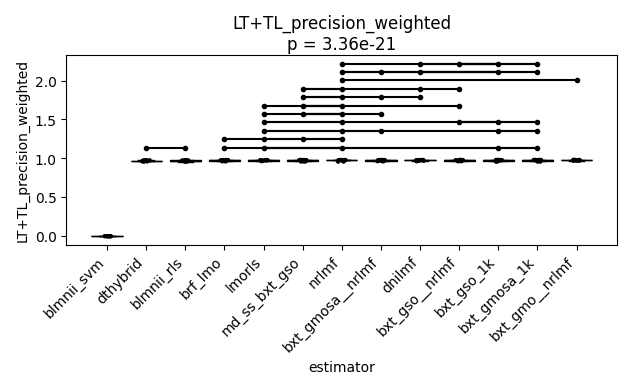 LT+TL_precision_weighted
p = 3.36e-21
LT+TL_precision_weighted
2.0
1.5
1.0
0.5
0.0
blmnii_svm
dthybrid
blmnii_rls
brf_lmo
lmorls
md_ss_bxt_gso
nrlmf
bxt_gmosa__nrlmf
dnilmf
bxt_gso__nrlmf
bxt_gso_1k
bxt_gmosa_1k
bxt_gmo__nrlmf
estimator